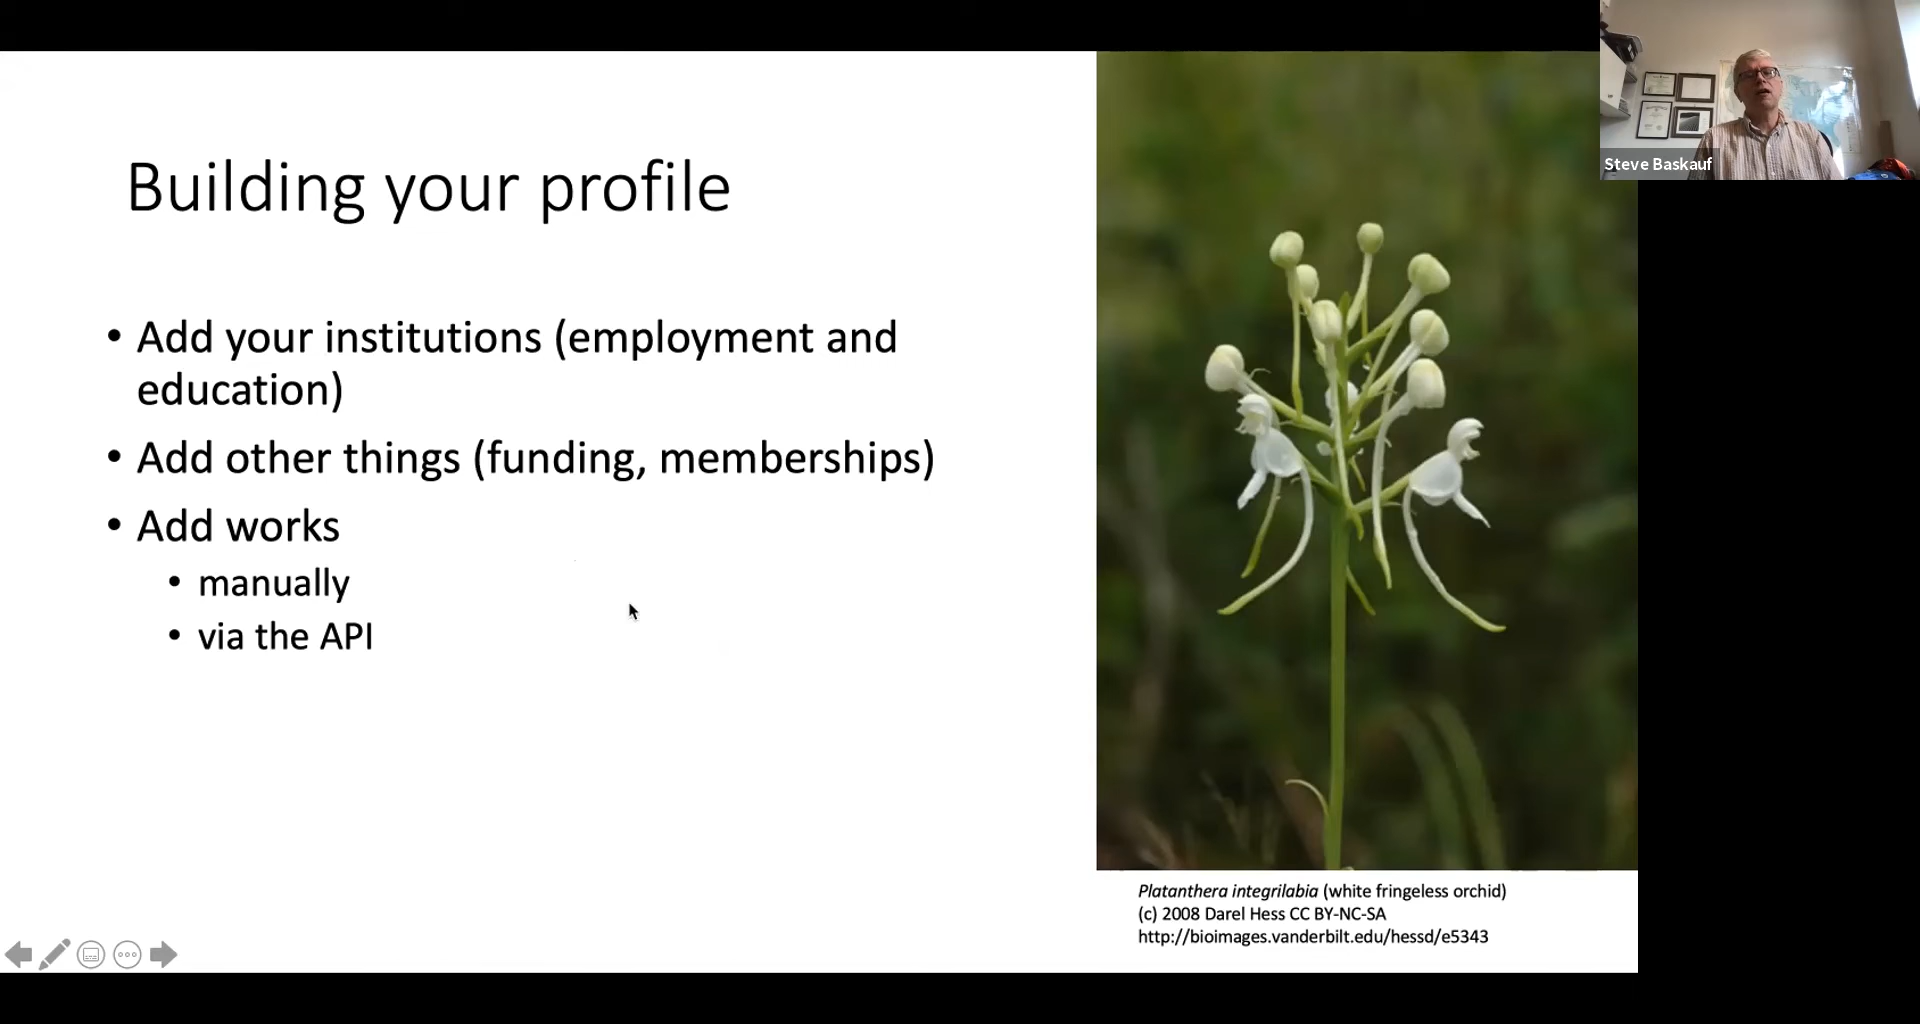 Building your profile
• Add your institutions (employment and
education)
• Add other things (funding, memberships)
• Add works
• manually
• via the API
Platanthera integrilabia (white fringeless orchid)
(c) 2008 Darel Hess CC BY-NC-SA
http://bioimages.vanderbilt.edu/hessd/e5343
Steve Baskauf